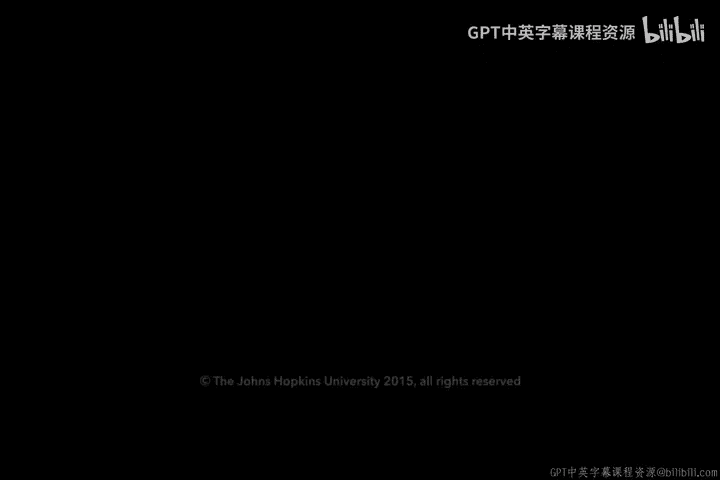 GPT中英字幕课程资源 bilibili
© The Johns Hopkins University 2015, all rights reserved
GPT中英字幕课程资源@bilibili.com